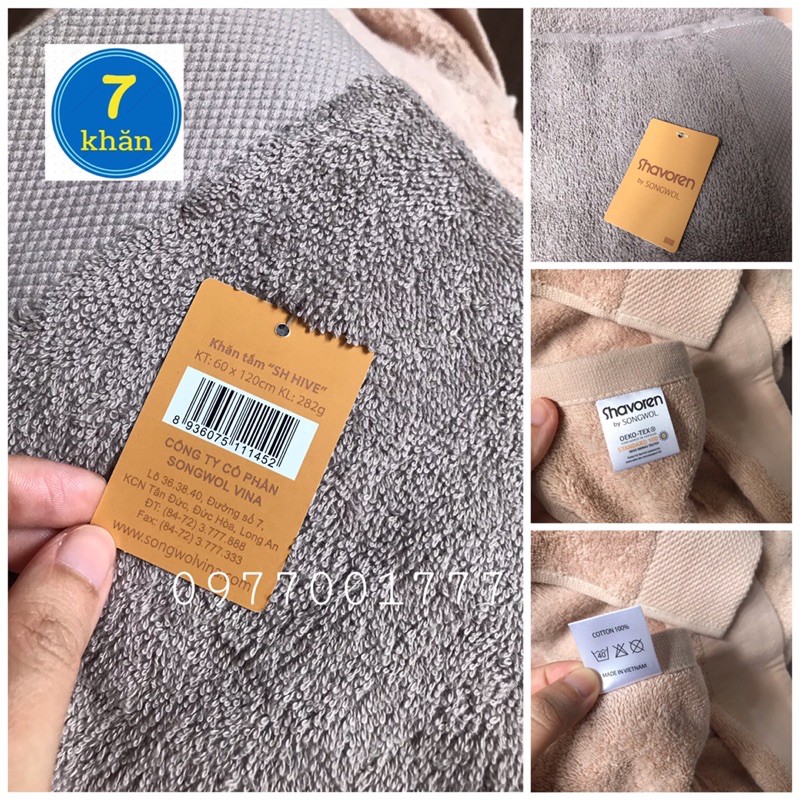 7
khăn
Khăn tắm “SH HIVE”
KT: 60 x 120cm KL: 282g
8 936075 111452
CÔNG TY CỔ PHẦN
SONGWOL VINA
Lô 36,38,40, Đường số 7,
KCN Tân Đức, Đức Hòa, Long An
ĐT: (84-72) 3.777.888
Fax: (84-72) 3.777.333
www.songwolvina.com
0977001777
Shavoren
by SONGWOL
Shavoren
by SONGWOL
OEKO-TEX®
STANDARD 100
COTTON 100%
40
MADE IN VIETNAM